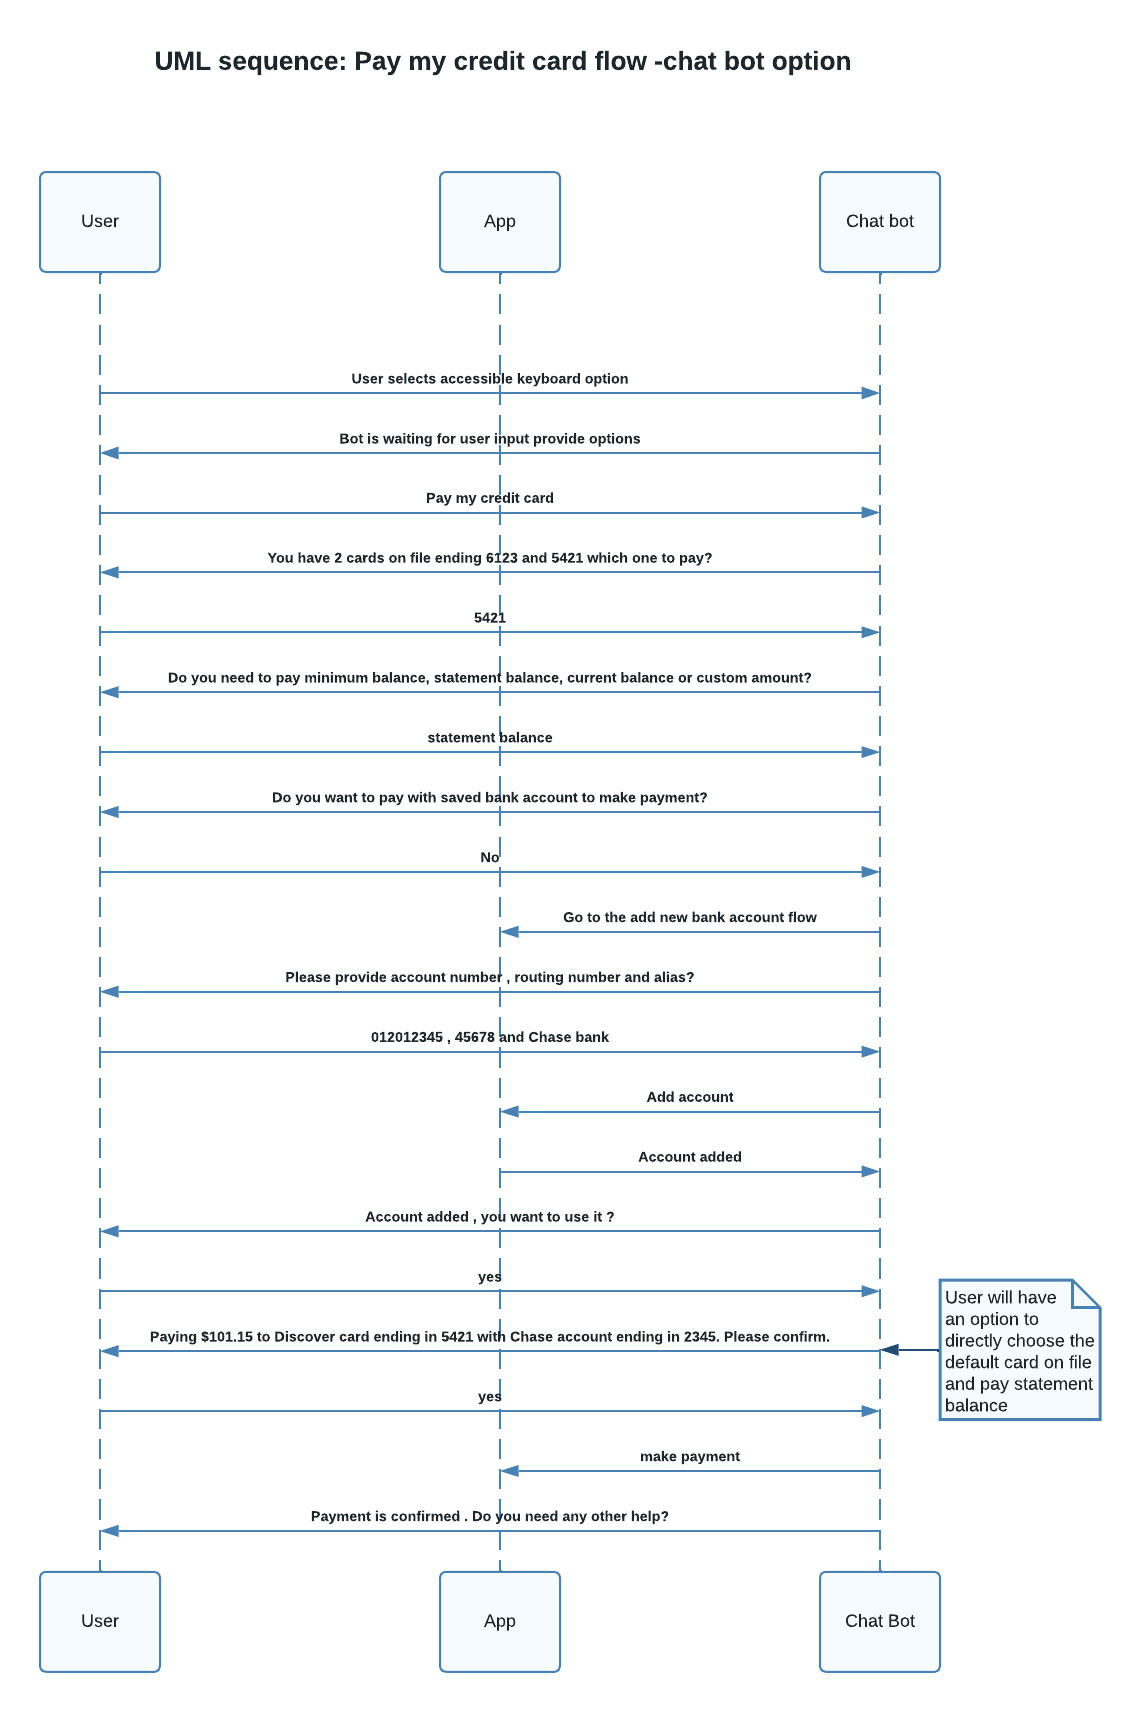 UML sequence: Pay my credit card flow -chat bot option
User
App
Chat bot
User selects accessible keyboard option
Bot is waiting for user input provide options
Pay my credit card
You have 2 cards on file ending 6123 and 5421 which one to pay?
5421
Do you need to pay minimum balance, statement balance, current balance or custom amount?
statement balance
Do you want to pay with saved bank account to make payment?
No
Go to the add new bank account flow
Please provide account number , routing number and alias?
012012345 , 45678 and Chase bank
Add account
Account added
Account added , you want to use it ?
yes
Paying $101.15 to Discover card ending in 5421 with Chase account ending in 2345. Please confirm.
User will have
an option to
directly choose the
default card on file
and pay statement
balance
yes
make payment
Payment is confirmed . Do you need any other help?
User
App
Chat Bot